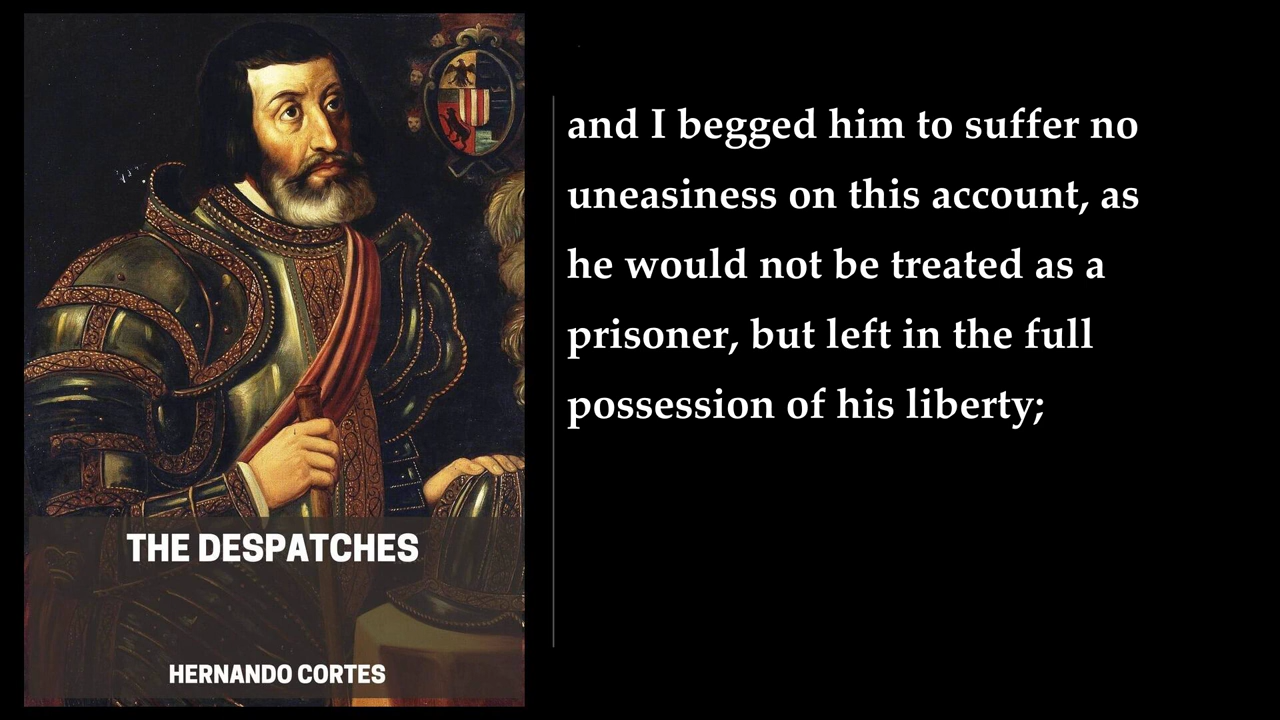 THE DESPATCHES
HERNANDO CORTES
and I begged him to suffer no
uneasiness on this account, as
he would not be treated as a
prisoner, but left in the full
possession of his liberty;